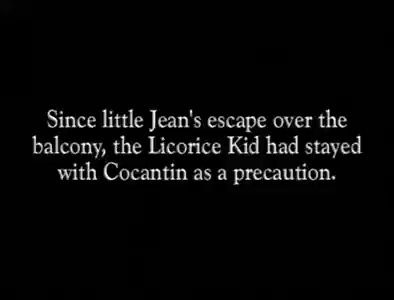 Since little Jean's escape over the
balcony, the Licorice Kid had stayed
with Cocantin as a precaution.